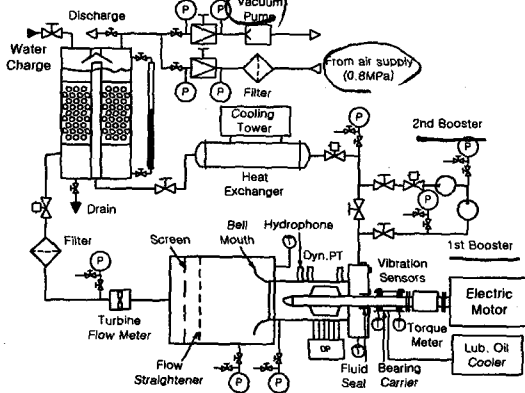 Discharge
Vacuum
Pump
P
P
Water
Charge
From air supply
(0.8MPa)
P
P
Filter
Cooling
Tower
Heat
Exchanger
P
2nd Booster
P
P
Drain
Filter
P
Screen
Bell
Mouth
Hydrophone
Dyn.PT
Vibration
Sensors
1st Booster
Electric
Motor
Turbine
Flow Meter
Flow
Straightener
DP
Torque
Meter
Lub. Oil
Cooler
Fluid
Seal
Bearing
Carrier
P
P